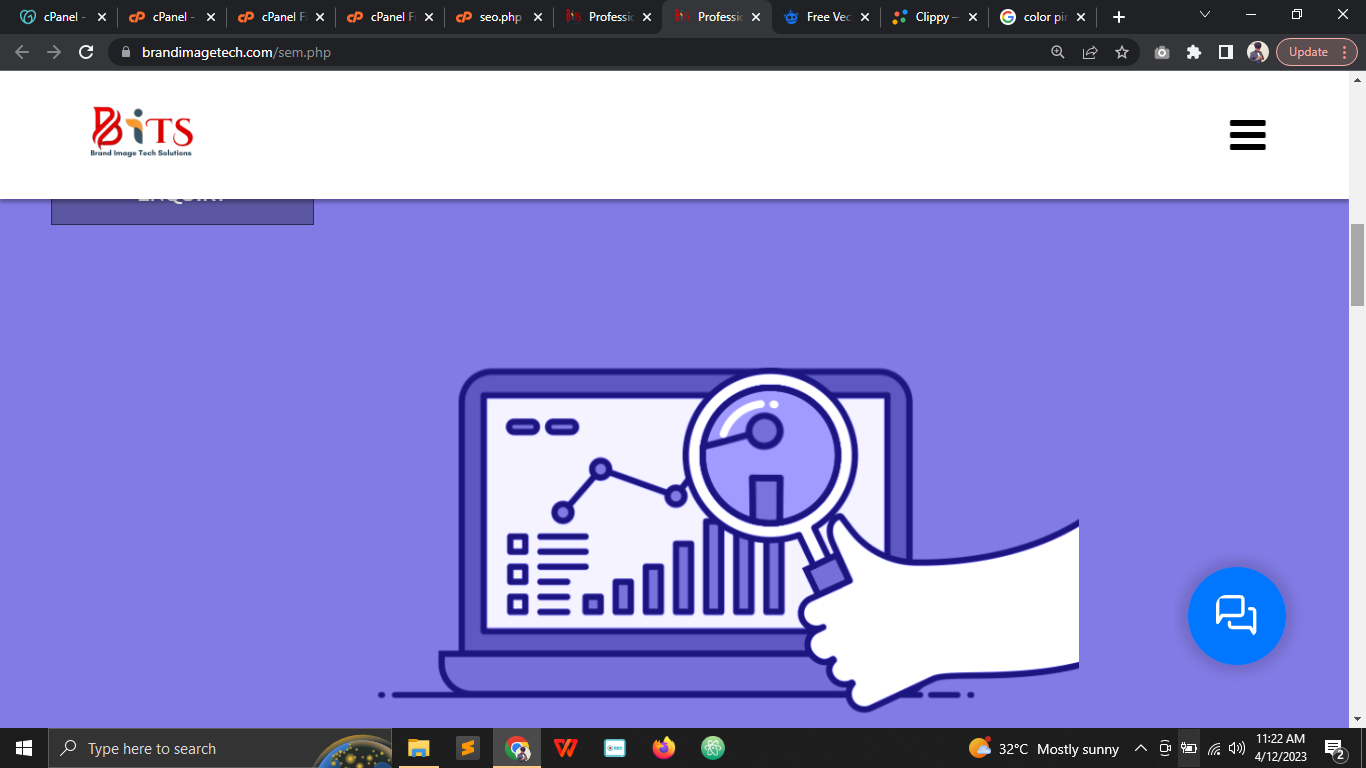 cPanel -
cPanel -
cPanel F
cPanel F
seo.php
Professio
Professio
Free Vec
Clippy —
color pi
brandimagetech.com/sem.php
Update
BiTS
Brand Image Tech Solutions
ENQUIRY
Type here to search
32°C Mostly sunny
11:22 AM
4/12/2023
2